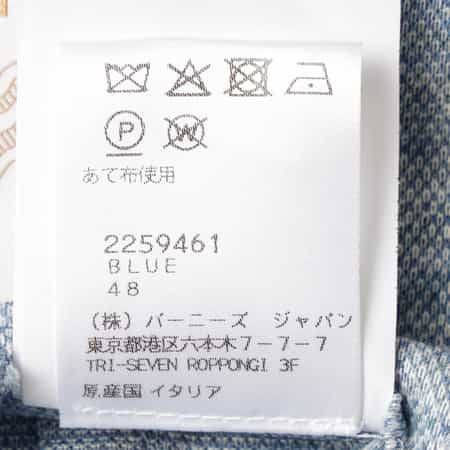 P W
あて布使用
2259461
BLUE
48
(株) バーニーズ ジャパン
東京都港区六本木7-7-7
TRI-SEVEN ROPPONGI 3F
原産国 イタリア